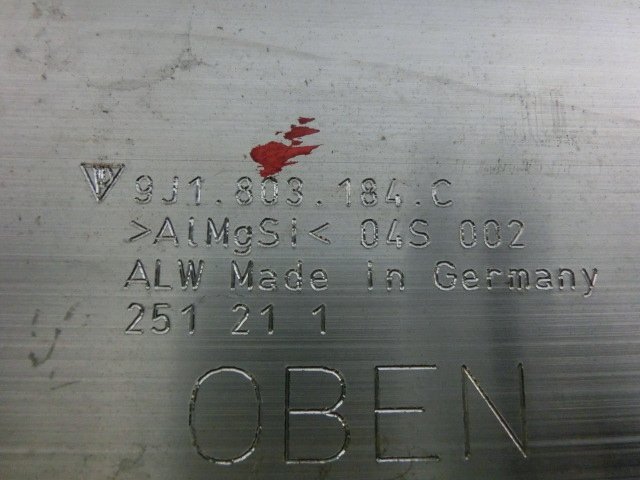 9J1.803.184.C
>AlMgSi< 04S 002
ALW Made in Germany
251 21 1
OBEN